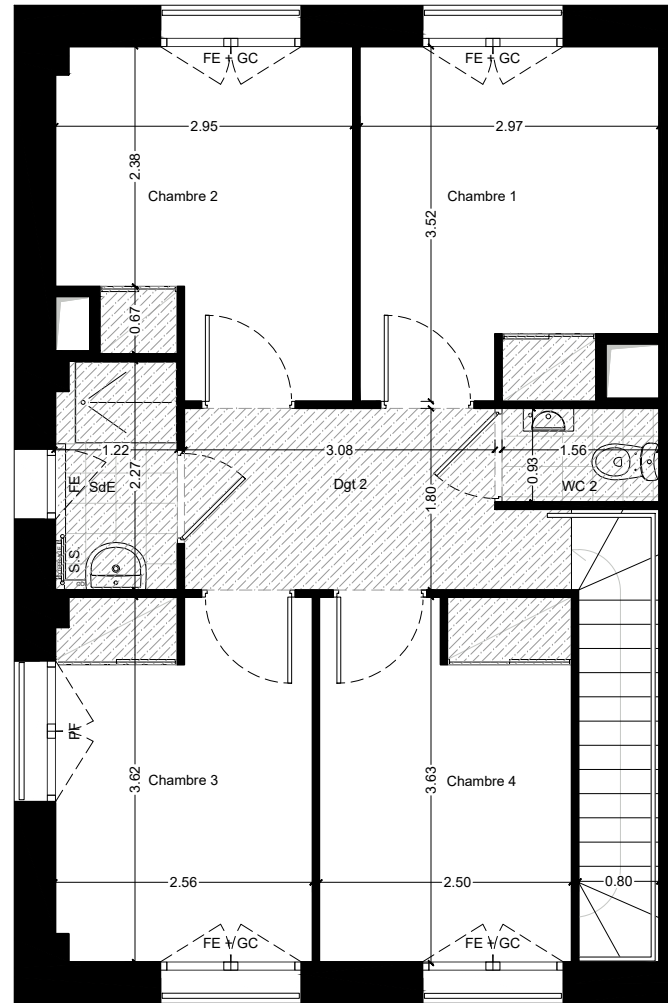 FE + GC
FE + GC
2.95
2.97
2.38
Chambre 2
Chambre 1
3.52
0.67
1.22
3.08
1.56
2.27
FE
SdE
Dgt 2
0.93
WC 2
1.80
S.S.
PF
3.62
Chambre 3
3.63
Chambre 4
2.56
2.50
0.80
FE + GC
FE + GC